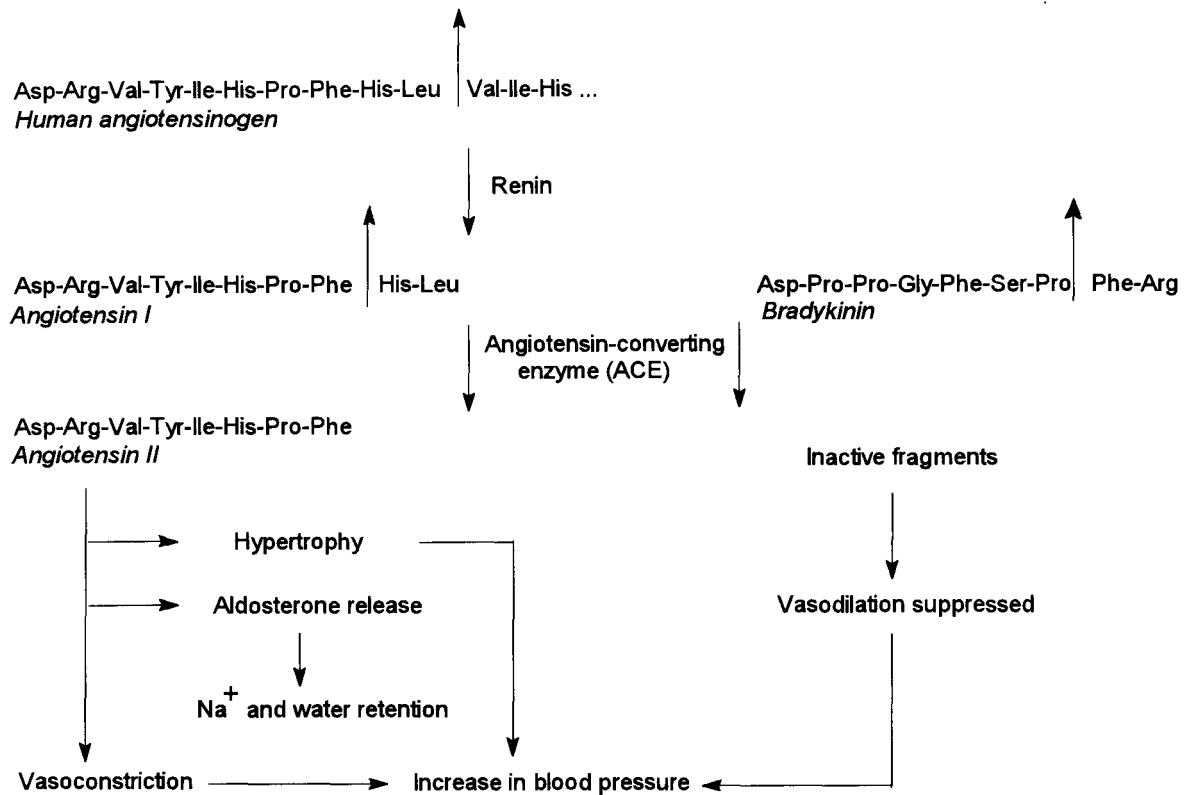 Asp-Arg-Val-Tyr-Ile-His-Pro-Phe-His-Leu Val-Ile-His ...
Human angiotensinogen
Renin
Asp-Arg-Val-Tyr-Ile-His-Pro-Phe His-Leu
Angiotensin I
Asp-Pro-Pro-Gly-Phe-Ser-Pro Phe-Arg
Bradykinin
Angiotensin-converting
enzyme (ACE)
Asp-Arg-Val-Tyr-Ile-His-Pro-Phe
Angiotensin II
Inactive fragments
Hypertrophy
Aldosterone release
Vasodilation suppressed
Na+ and water retention
Vasoconstriction
Increase in blood pressure